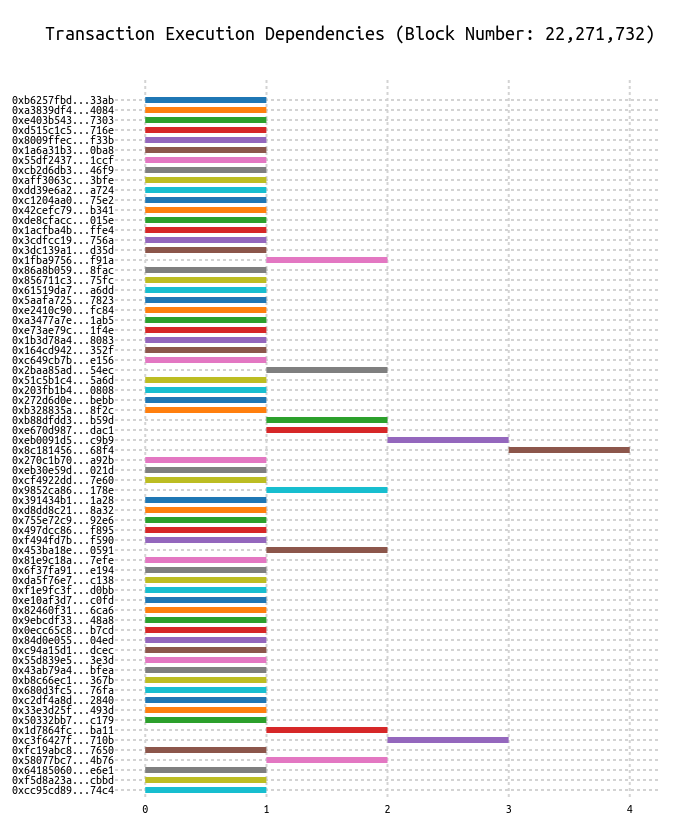 Transaction Execution Dependencies (Block Number: 22,271,732)
0xb6257fbd...33ab
0xa3839df4...4084
0xe403b543...7303
0xd515c1c5...716e
0x8009ffec...f33b
0x1a6a31b3...0ba8
0x55df2437...1ccf
0xcb2d6db3...46f9
0xaff3063c...3bfe
0xdd39e6a2...a724
0xc1204aa0...75e2
0x42cefc79...b341
0xde8cfacc...015e
0x1acfba4b...ffe4
0x3cdfcc19...756a
0x3dc139a1...d35d
0x1fba9756...f91a
0x86a8b059...8fac
0x856711c3...75fc
0x61519da7...a6dd
0x5aafa725...7823
0xe2410c90...fc84
0xa3477a7e...1ab5
0xe73ae79c...1f4e
0x1b3d78a4...8083
0x164cd942...352f
0xc649cb7b...e156
0x2baa85ad...54ec
0x51c5b1c4...5a6d
0x203fb1b4...0808
0x272d6d0e...bebb
0xb328835a...8f2c
0xb88dfdd3...b59d
0xe670d987...dac1
0xeb0091d5...c9b9
0x8c181456...68f4
0x270c1b70...a92b
0xeb30e59d...021d
0xcf4922dd...7e60
0x9852ca86...178e
0x391434b1...1a28
0xd8dd8c21...8a32
0x755e72c9...92e6
0x497dcc86...f895
0xf494fd7b...f590
0x453ba18e...0591
0x81e9c18a...7efe
0x6f37fa91...e194
0xda5f76e7...c138
0xf1e9fc3f...d0bb
0xe10af3d7...c0fd
0x82460f31...6ca6
0x9ebcdf33...48a8
0x0ecc65c8...b7cd
0x84d0e055...04ed
0xc94a15d1...dcec
0x55d839e5...3e3d
0x43ab79a4...bfea
0xb8c66ec1...367b
0x680d3fc5...76fa
0xc2df4a8d...2840
0x33e3d25f...493d
0x50332bb7...c179
0x1d7864fc...ba11
0xc3f6427f...710b
0xfc19abc8...7650
0x58077bc7...4b76
0x64185060...e6e1
0xf5d8a23a...cbbd
0xcc95cd89...74c4
0 1 2 3 4